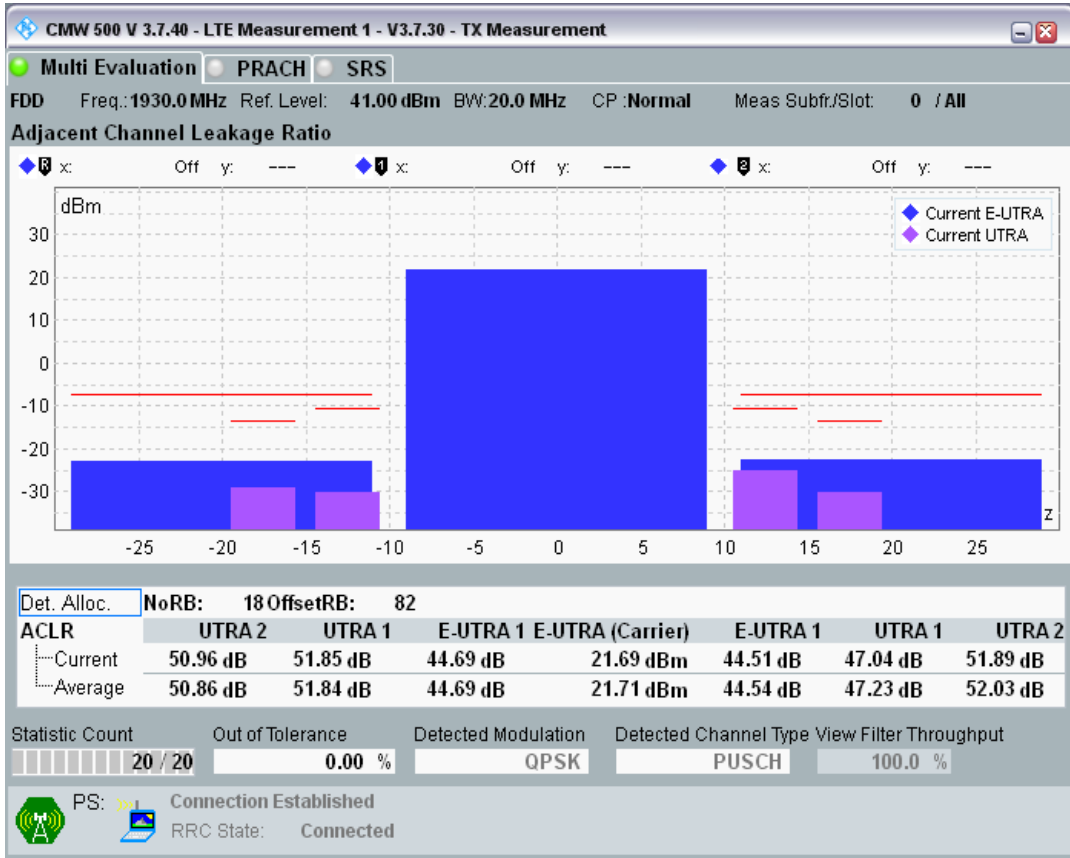 CMW 500 V 3.7.40 - LTE Measurement 1 - V3.7.30 - TX Measurement
Multi Evaluation PRACH SRS
FDD Freq.: 1930.0 MHz Ref. Level: 41.00 dBm BW: 20.0 MHz CP : Normal Meas Subfr./Slot: 0 / All
Adjacent Channel Leakage Ratio
R x: Off y: --- 1 x: Off y: --- 2 x: Off y: ---
dBm
Current E-UTRA
Current UTRA
30
20
10
0
-10
-20
-30
z
-25 -20 -15 -10 -5 0 5 10 15 20 25
Det. Alloc. NoRB: 18 OffsetRB: 82
ACLR UTRA 2 UTRA 1 E-UTRA 1 E-UTRA (Carrier) E-UTRA 1 UTRA 1 UTRA 2
Current 50.96 dB 51.85 dB 44.69 dB 21.69 dBm 44.51 dB 47.04 dB 51.89 dB
Average 50.86 dB 51.84 dB 44.69 dB 21.71 dBm 44.54 dB 47.23 dB 52.03 dB
Statistic Count Out of Tolerance Detected Modulation Detected Channel Type View Filter Throughput
20 / 20 0.00 % QPSK PUSCH 100.0 %
PS: Connection Established
RRC State: Connected